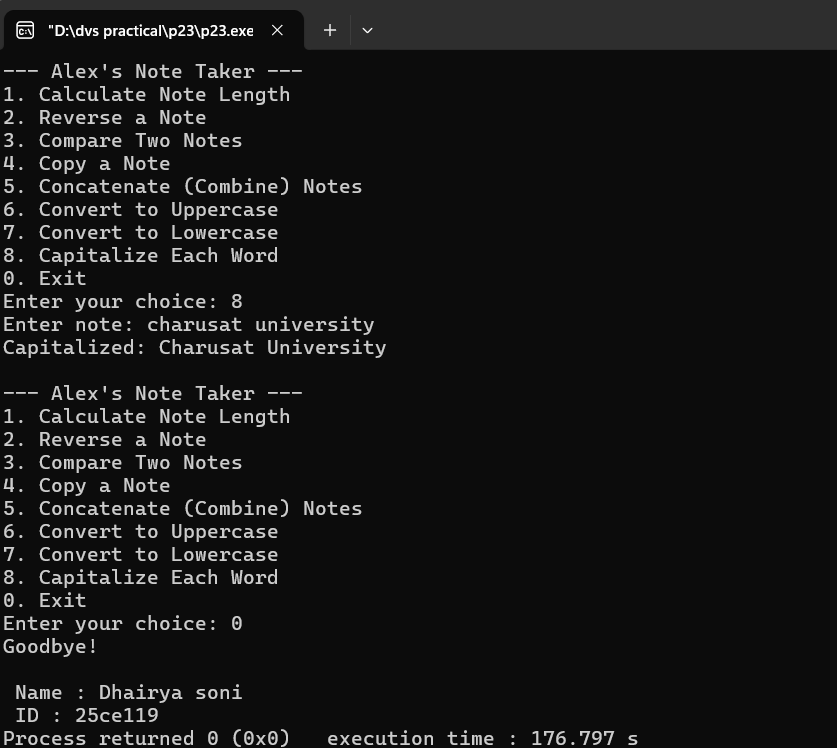 "D:\dvs practical\p23\p23.exe
--- Alex's Note Taker ---
1. Calculate Note Length
2. Reverse a Note
3. Compare Two Notes
4. Copy a Note
5. Concatenate (Combine) Notes
6. Convert to Uppercase
7. Convert to Lowercase
8. Capitalize Each Word
0. Exit
Enter your choice: 8
Enter note: charusat university
Capitalized: Charusat University
--- Alex's Note Taker ---
1. Calculate Note Length
2. Reverse a Note
3. Compare Two Notes
4. Copy a Note
5. Concatenate (Combine) Notes
6. Convert to Uppercase
7. Convert to Lowercase
8. Capitalize Each Word
0. Exit
Enter your choice: 0
Goodbye!
Name : Dhairya soni
ID : 25ce119
Process returned 0 (0x0)   execution time : 176.797 s